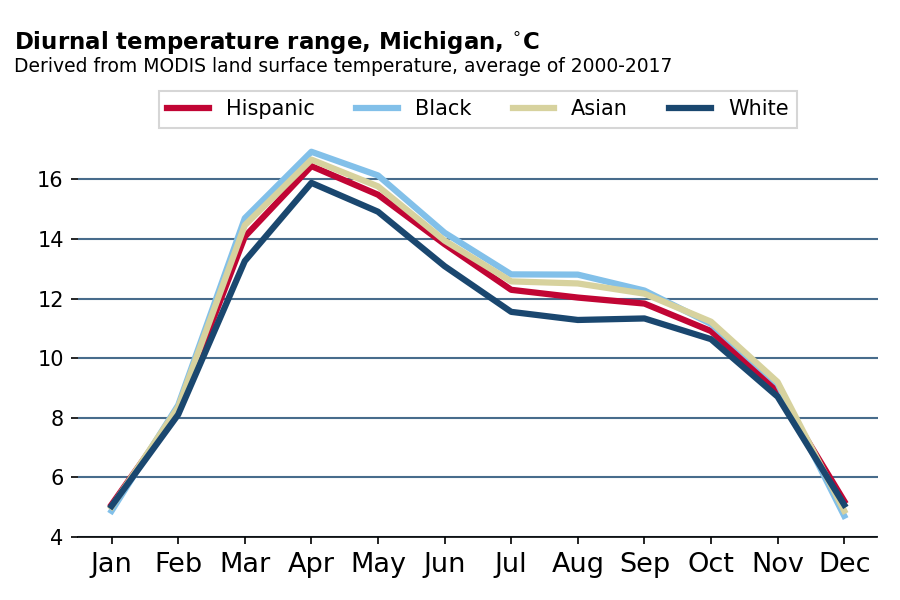 Diurnal temperature range, Michigan, °C
Derived from MODIS land surface temperature, average of 2000-2017
Hispanic Black Asian White
16
14
12
10
8
6
4
Jan Feb Mar Apr May Jun Jul Aug Sep Oct Nov Dec